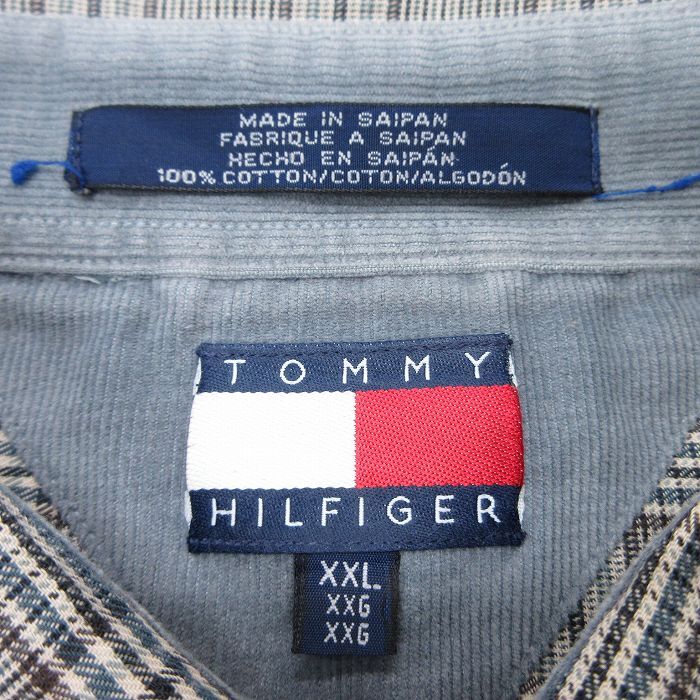 MADE IN SAIPAN
FABRIQUE A SAIPAN
HECHO EN SAIPÁN
100% COTTON/COTON/ALGODÓN
TOMMY
HILFIGER
XXL
XXG
XXG